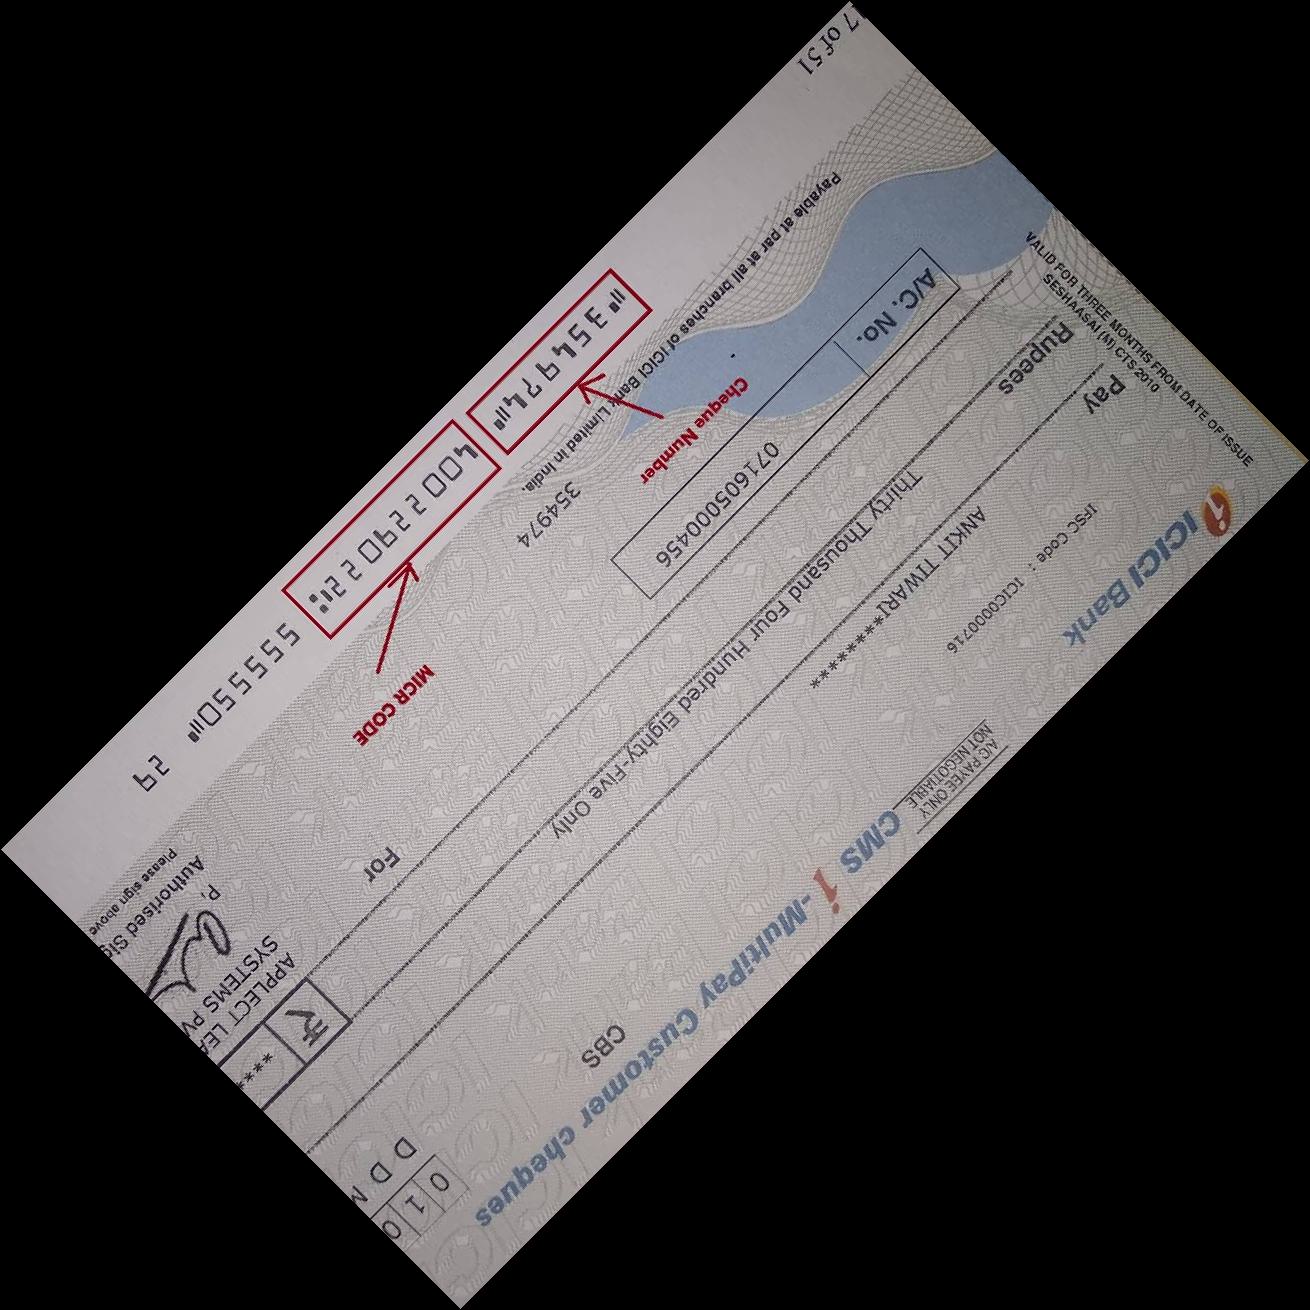 ICICI Bank
CMS i-MultiPay Customer cheques
IFSC Code : ICIC0000716
A/C PAYEE ONLY
NOT NEGOTIABLE
CBS
0 1 0
D D M
VALID FOR THREE MONTHS FROM DATE OF ISSUE
SESHAASAI (M) CTS 2010
Pay ANKIT TIWARI*********
Rupees Thirty Thousand Four Hundred Eighty-Five Only
₹ ****
A/C. No. 071605000456
For
APPLECT LEA
SYSTEMS PV
P.
Cheque Number
354974
MICR CODE
Authorised Sig
Please sign above
Payable at par at all branches of ICICI Bank Limited in India.
⑈354974⑈ 400229022⑆ 555550⑈ 29
7 of 51